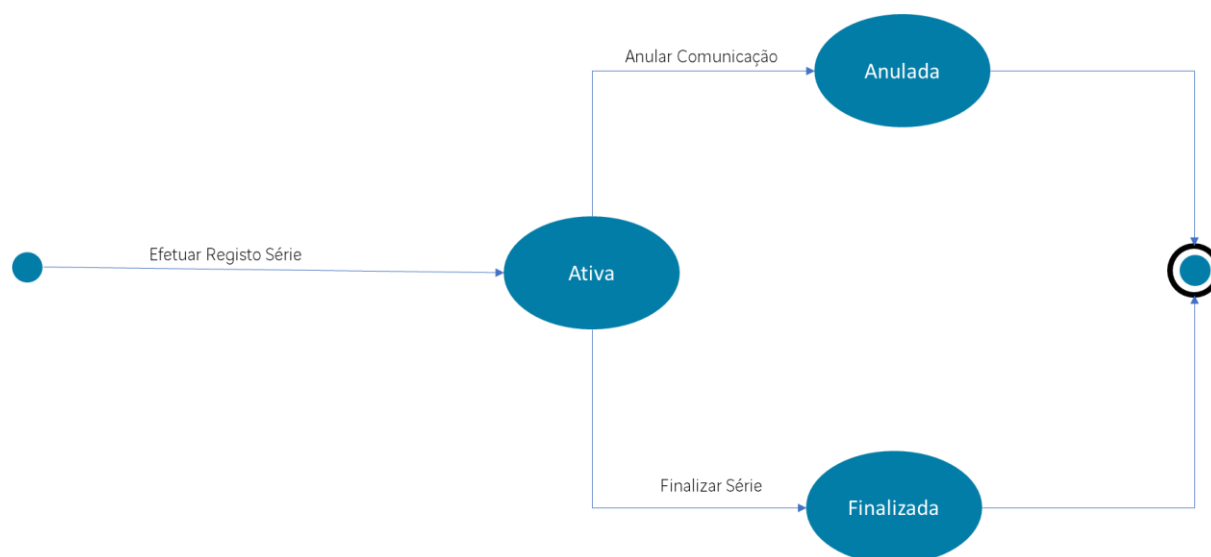 Anular Comunicação
Anulada
Efetuar Registo Série
Ativa
Finalizar Série
Finalizada